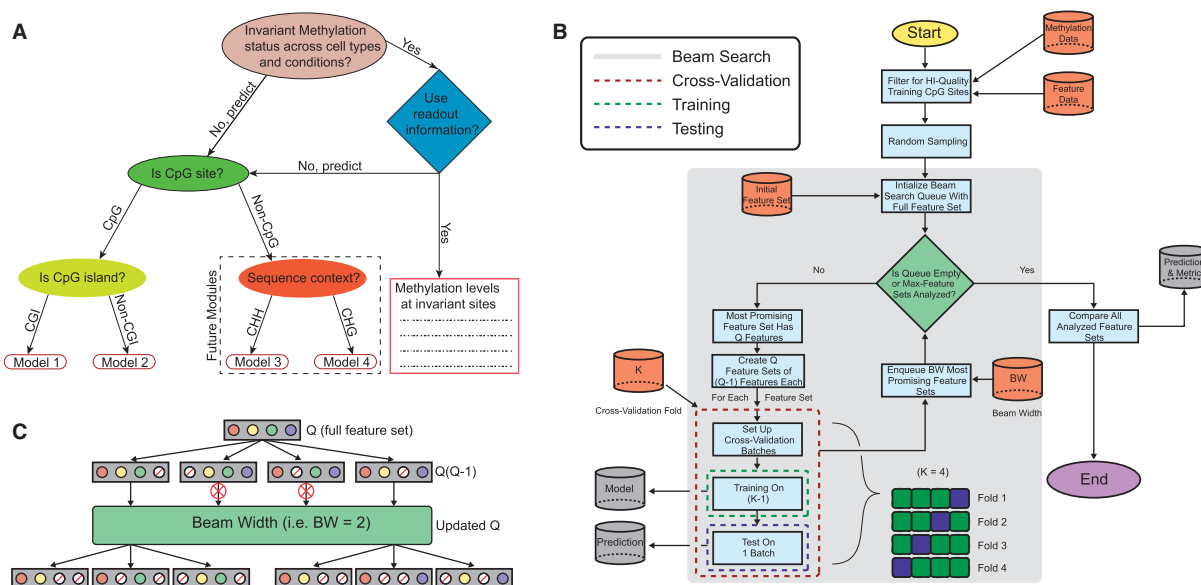 A
Invariant Methylation
status across cell types
and conditions?
Yes
No, predict
Use
readout
information?
No, predict
Is CpG site?
CpG
Non-CpG
Yes
Is CpG island?
Sequence context?
CGI
Non-CGI
Future Modules
CHH
CHG
Model 1
Model 2
Model 3
Model 4
Methylation levels
at invariant sites
B
Beam Search
Cross-Validation
Training
Testing
Start
Methylation
Data
Filter for HI-Quality
Training CpG Sites
Feature
Data
Random Sampling
Initial
Feature Set
Intialize Beam
Search Queue With
Full Feature Set
No
Is Queue Empty
or Max-Feature
Sets Analyzed?
Yes
Prediction
& Metric
Most Promising
Feature Set Has
Q Features
Compare All
Analyzed Feature
Sets
Create Q
Feature Sets of
(Q-1) Features Each
K
Cross-Validation Fold
Enqueue BW Most
Promising Feature
Sets
BW
Beam Width
For Each Feature Set
Set Up
Cross-Validation
Batches
Model
Training On
(K-1)
Prediction
Test On
1 Batch
(K = 4)
Fold 1
Fold 2
Fold 3
Fold 4
End
C
Q (full feature set)
Q(Q-1)
Beam Width (i.e. BW = 2)
Updated Q